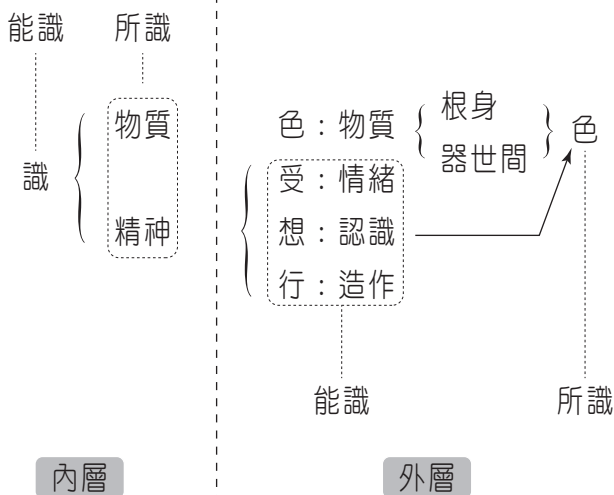 能識 所識
物質
識
精神
色：物質 根身 器世間 色
受：情緒
想：認識
行：造作
能識 所識
內層 外層